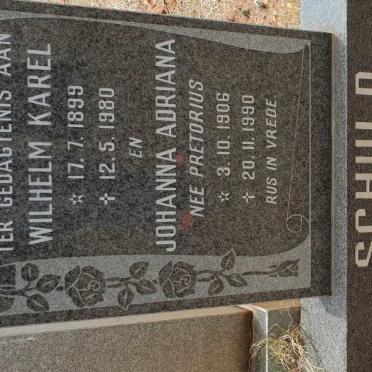 TER GEDAGTENIS AAN
WILHELM KAREL
☆ 17.7.1899
✝ 12.5.1980
EN
JOHANNA ADRIANA
NEE PRETORIUS
☆ 3.10.1906
✝ 20.11.1990
RUS IN VREDE.